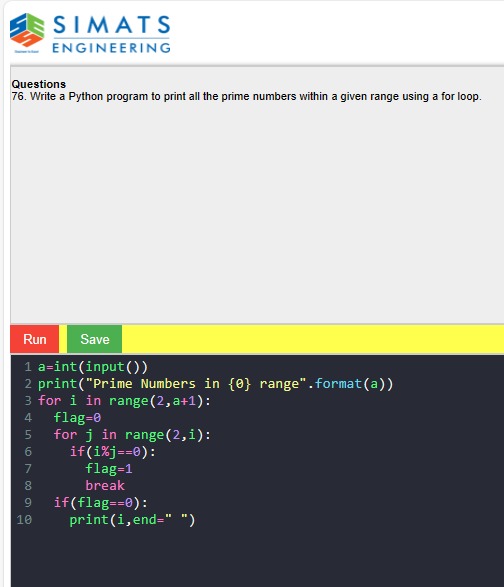 SIMATS
ENGINEERING
Questions
76. Write a Python program to print all the prime numbers within a given range using a for loop.
Run Save
1 a=int(input())
2 print("Prime Numbers in {0} range".format(a))
3 for i in range(2,a+1):
4   flag=0
5   for j in range(2,i):
6     if(i%j==0):
7       flag=1
8       break
9   if(flag==0):
10     print(i,end=" ")